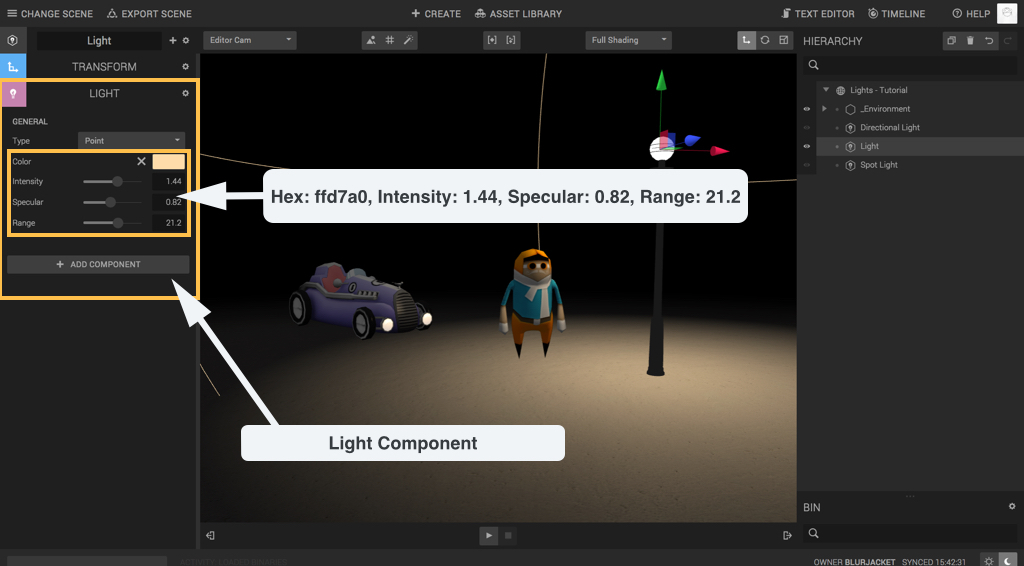 CHANGE SCENE
EXPORT SCENE
CREATE
ASSET LIBRARY
TEXT EDITOR
TIMELINE
HELP
Light
Editor Cam
Full Shading
HIERARCHY
TRANSFORM
LIGHT
GENERAL
Type
Point
Color
Intensity
1.44
Specular
0.82
Range
21.2
ADD COMPONENT
Hex: ffd7a0, Intensity: 1.44, Specular: 0.82, Range: 21.2
Light Component
Lights - Tutorial
_Environment
Directional Light
Light
Spot Light
BIN
OWNER BLURJACKET SYNCED 15:42:31